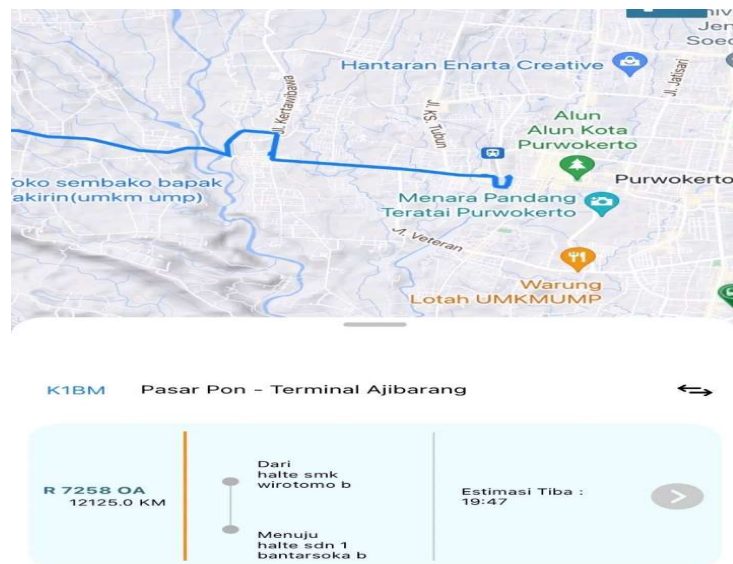 Jen
Soed
Hantaran Enarta Creative
Jl. Jatisari
Jl. Kertawibawa
Jl. KS. Tubun
Alun
Alun Kota
Purwokerto
oko sembako bapak
akirin(umkm ump)
Purwokerto
Menara Pandang
Teratai Purwokerto
Jl. Veteran
Warung
Lotah UMKMUMP
K1BM Pasar Pon - Terminal Ajibarang
R 7258 OA
12125.0 KM
Dari
halte smk
wirotomo b
Menuju
halte sdn 1
bantarsoka b
Estimasi Tiba :
19:47